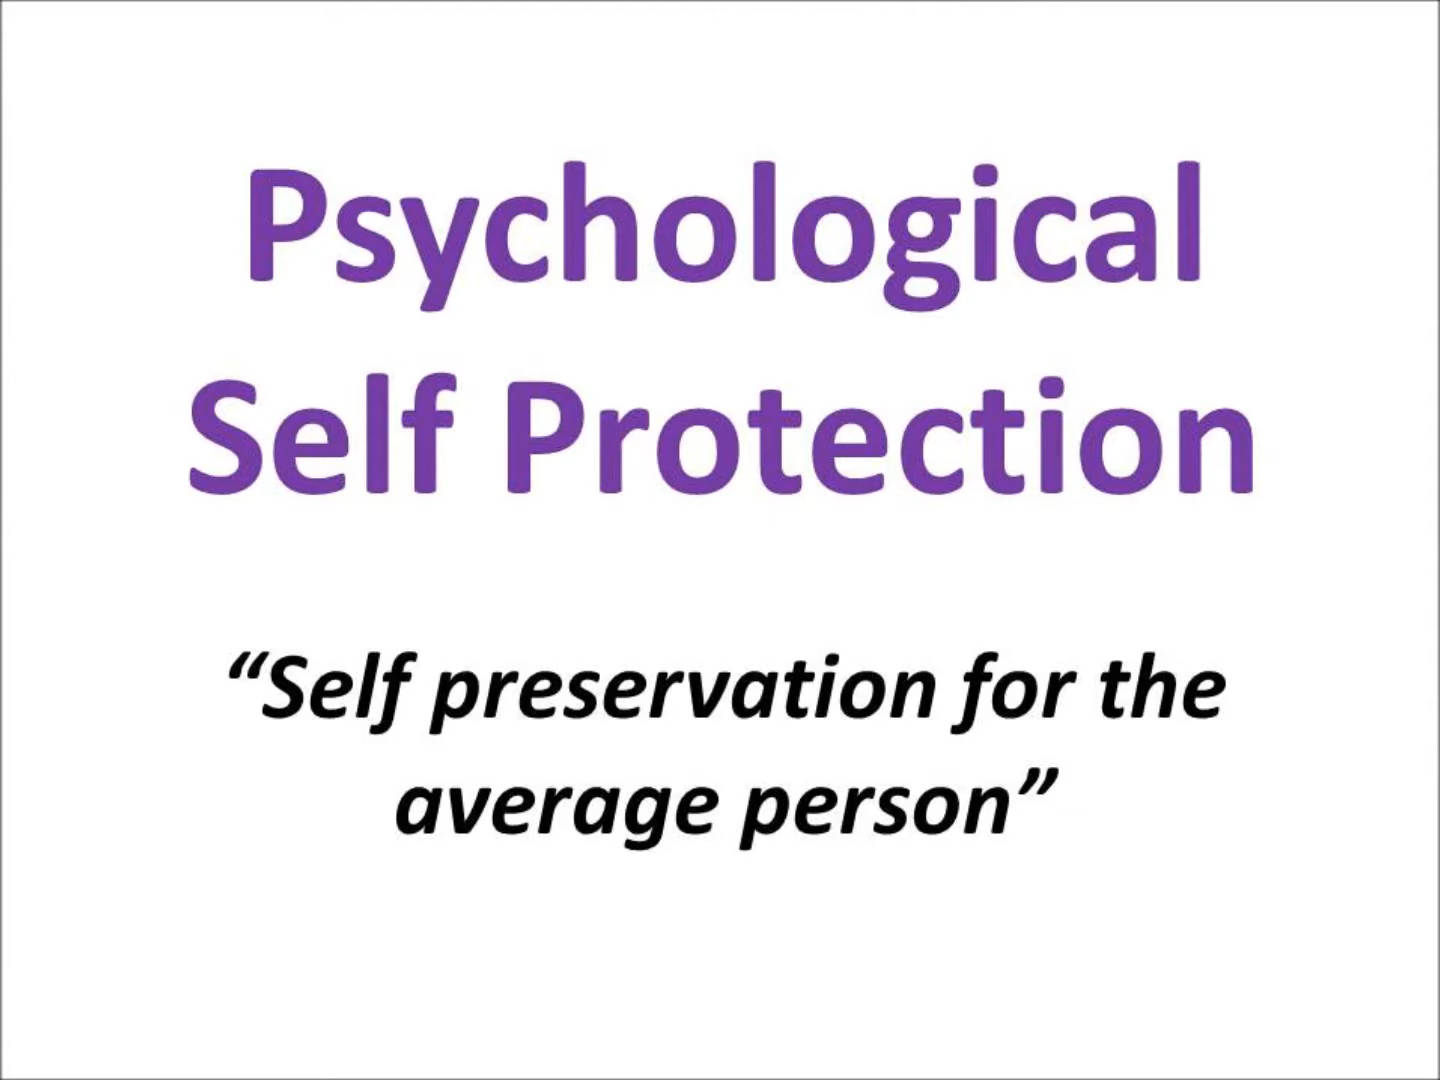 Psychological
Self Protection
“Self preservation for the
average person”